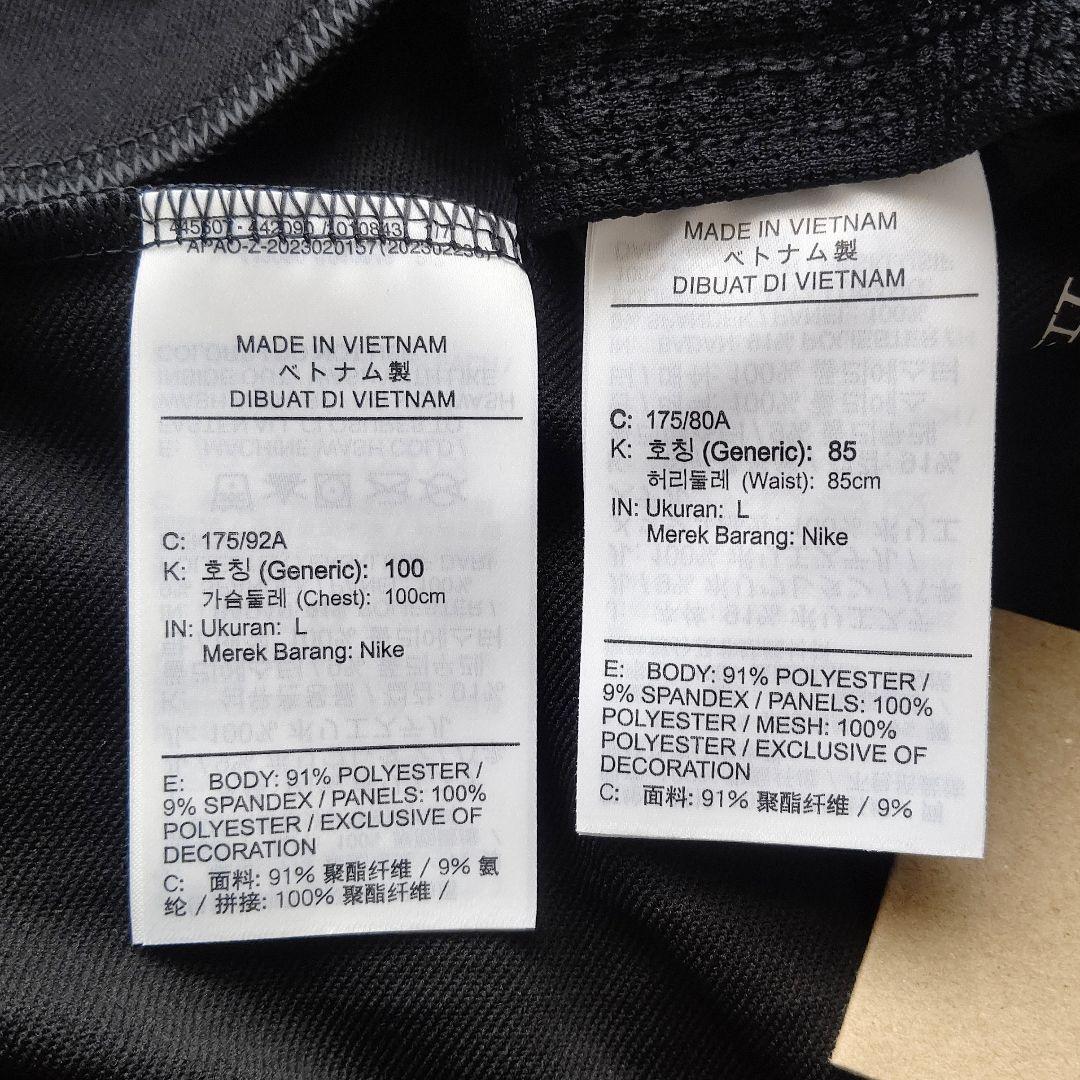 APAO-Z-2023020157(20230223
MADE IN VIETNAM
ベトナム製
DIBUAT DI VIETNAM
C: 175/92A
K: 호칭 (Generic): 100
가슴둘레 (Chest): 100cm
IN: Ukuran: L
Merek Barang: Nike
E: BODY: 91% POLYESTER /
9% SPANDEX / PANELS: 100%
POLYESTER / EXCLUSIVE OF
DECORATION
C: 面料: 91% 聚酯纤维 / 9% 氨
纶 / 拼接: 100% 聚酯纤维 /
MADE IN VIETNAM
ベトナム製
DIBUAT DI VIETNAM
C: 175/80A
K: 호칭 (Generic): 85
허리둘레 (Waist): 85cm
IN: Ukuran: L
Merek Barang: Nike
E: BODY: 91% POLYESTER /
9% SPANDEX / PANELS: 100%
POLYESTER / MESH: 100%
POLYESTER / EXCLUSIVE OF
DECORATION
C: 面料: 91% 聚酯纤维 / 9%